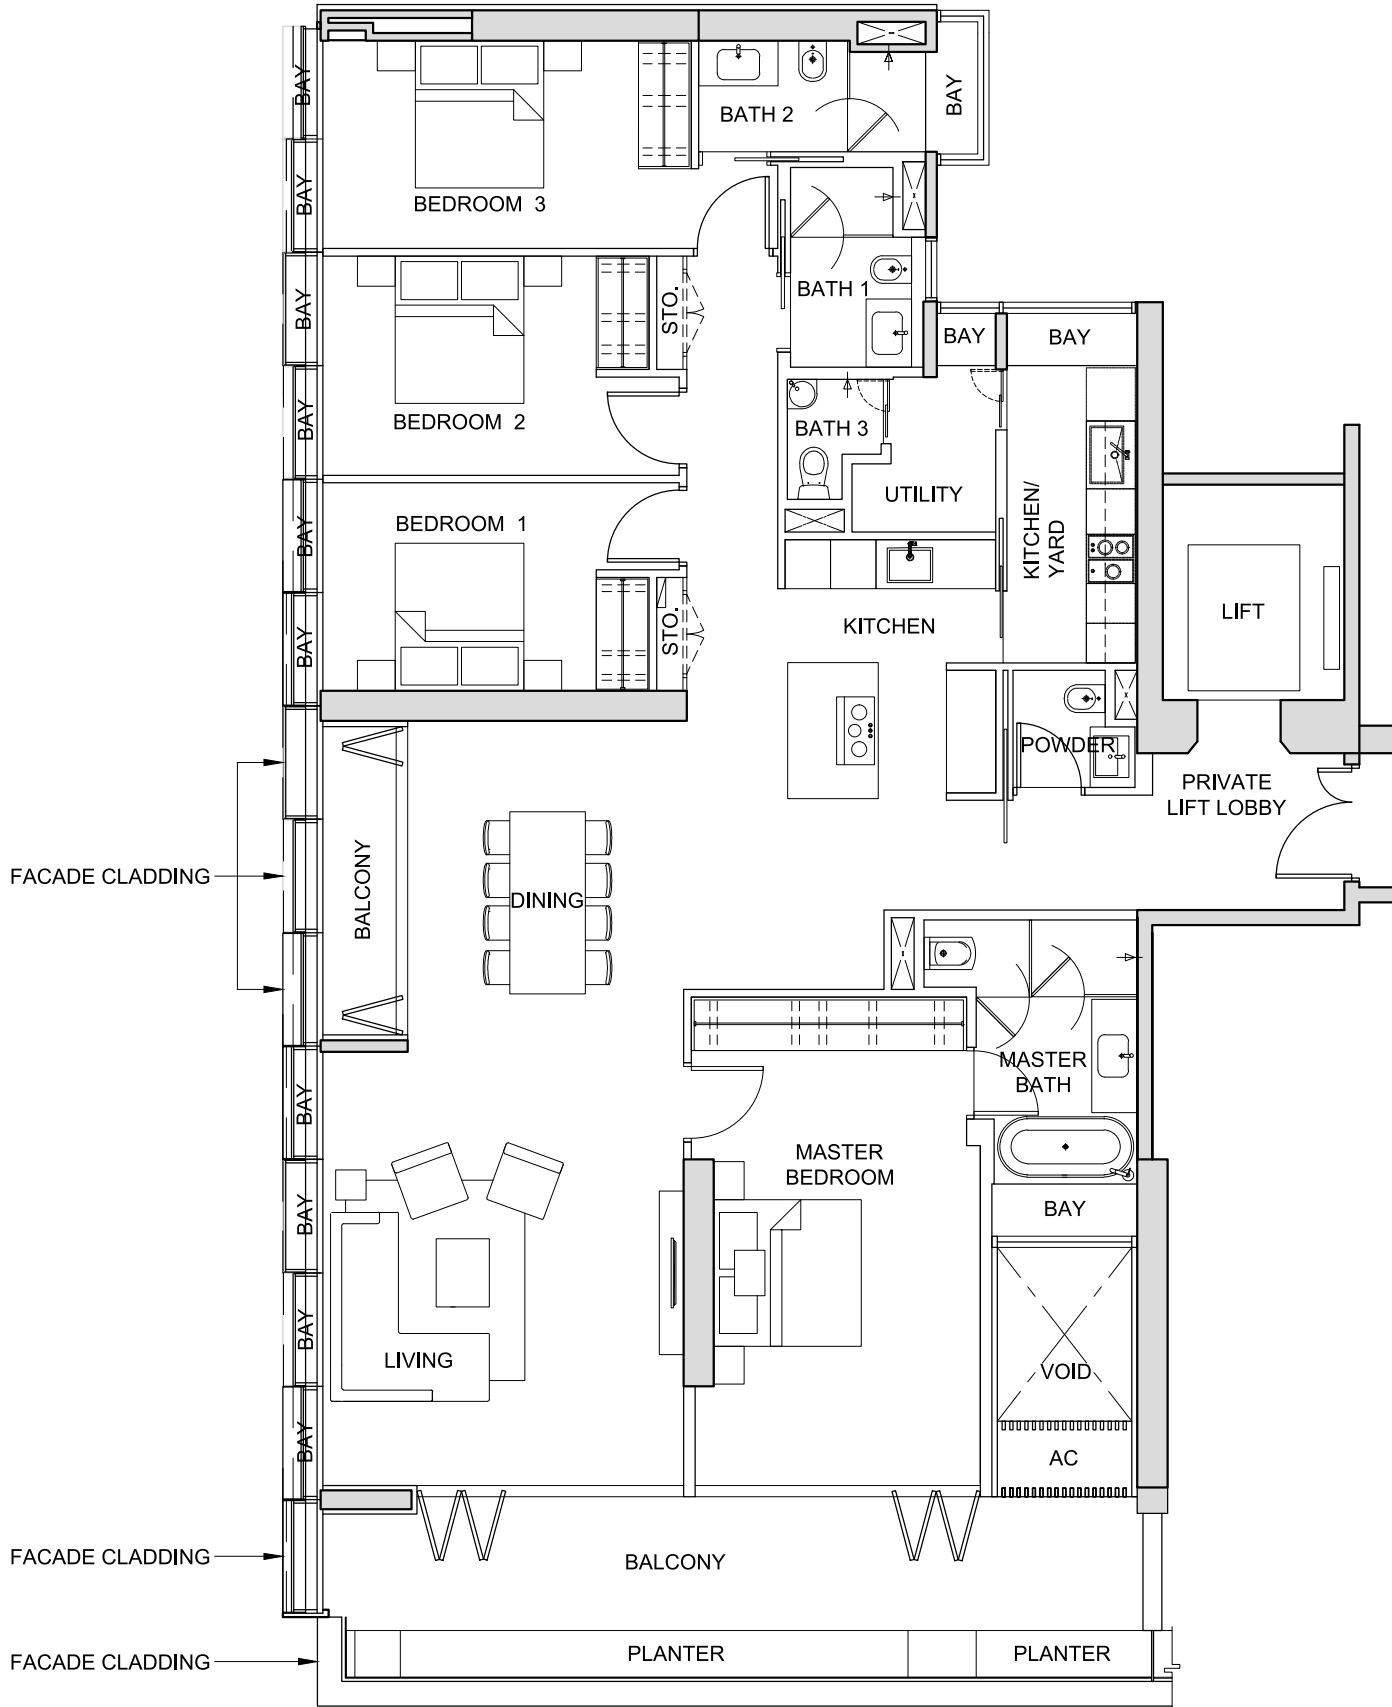 BAY
BATH 2
BAY
BEDROOM 3
BAY
BATH 1
STO.
BAY
BAY
BAY
BEDROOM 2
BATH 3
BAY
UTILITY
KITCHEN/
YARD
BEDROOM 1
BAY
LIFT
KITCHEN
STO.
BAY
POWDER
PRIVATE
LIFT LOBBY
FACADE CLADDING
BALCONY
DINING
MASTER
BATH
BAY
MASTER
BEDROOM
BAY
BAY
BAY
LIVING
VOID
BAY
AC
FACADE CLADDING
BALCONY
PLANTER
PLANTER
FACADE CLADDING